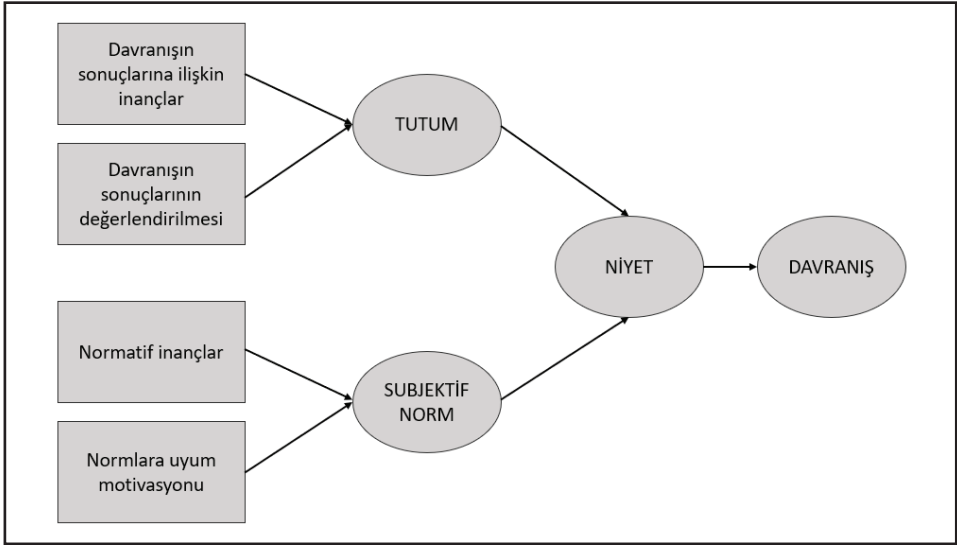 Davranışın
sonuçlarına ilişkin
inançlar
Davranışın
sonuçlarının
değerlendirilmesi
TUTUM
NİYET
DAVRANIŞ
Normatif inançlar
Normlara uyum
motivasyonu
SUBJEKTİF
NORM